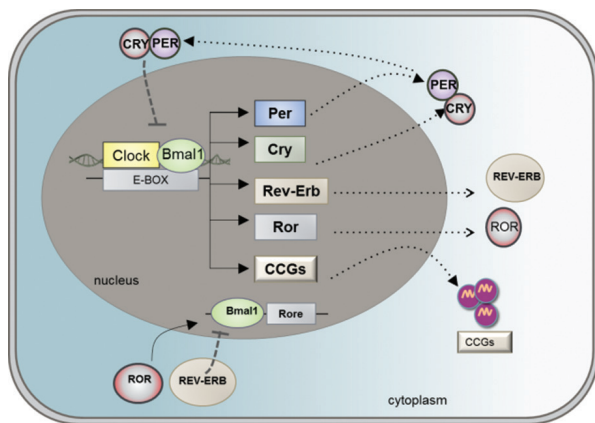 CRY PER
PER
CRY
Per
Cry
Clock Bmal1
E-BOX
Rev-Erb
REV-ERB
Ror
ROR
nucleus
CCGs
Bmal1 Rore
CCGs
ROR
REV-ERB
cytoplasm